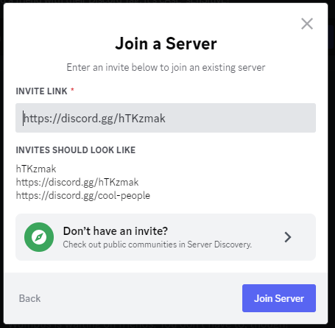 Join a Server
Enter an invite below to join an existing server
INVITE LINK *
https://discord.gg/hTKzmak
INVITES SHOULD LOOK LIKE
hTKzmak
https://discord.gg/hTKzmak
https://discord.gg/cool-people
Don't have an invite?
Check out public communities in Server Discovery.
Back
Join Server